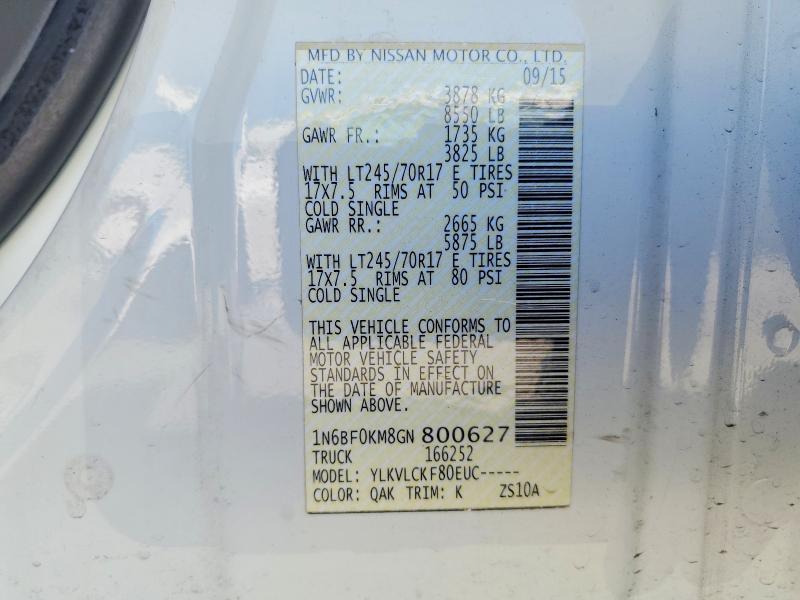 MFD BY NISSAN MOTOR CO., LTD.
DATE: 09/15
GVWR: 3878 KG
8550 LB
GAWR FR.: 1735 KG
3825 LB
WITH LT245/70R17 E TIRES
17X7.5 RIMS AT 50 PSI
COLD SINGLE
GAWR RR.: 2665 KG
5875 LB
WITH LT245/70R17 E TIRES
17X7.5 RIMS AT 80 PSI
COLD SINGLE
THIS VEHICLE CONFORMS TO
ALL APPLICABLE FEDERAL
MOTOR VEHICLE SAFETY
STANDARDS IN EFFECT ON
THE DATE OF MANUFACTURE
SHOWN ABOVE.
1N6BF0KM8GN 800627
TRUCK 166252
MODEL: YLKVLCKF80EUC-----
COLOR: QAK TRIM: K ZS10A